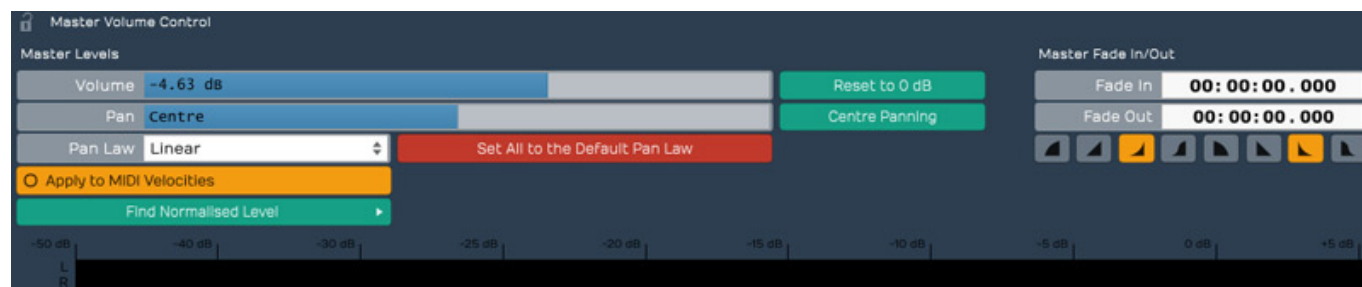 Master Volume Control
Master Levels
Master Fade In/Out
Volume -4.63 dB Reset to 0 dB Fade In 00:00:00.000
Pan Centre Centre Panning Fade Out 00:00:00.000
Pan Law Linear Set All to the Default Pan Law
Apply to MIDI Velocities
Find Normalised Level
-50 dB -40 dB -30 dB -25 dB -20 dB -15 dB -10 dB -5 dB 0 dB +5 dB
L
R